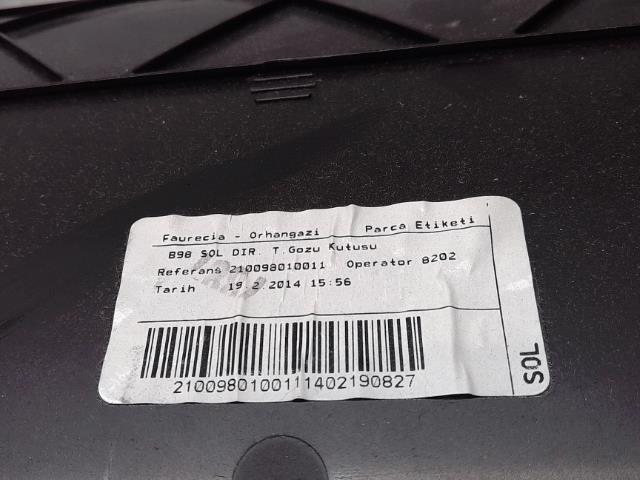 Faurecia - Orhangazi Parca Etiketi
B98 SOL DIR. T.Gozu Kutusu
Referans 210098010011 Operator 8202
Tarih 19.2.2014 15:56
2100980100111402190827
SOL